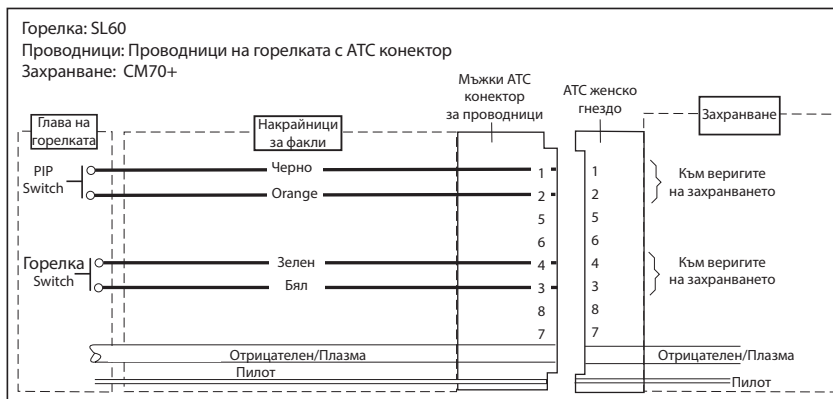 Горелка: SL60
Проводници: Проводници на горелката с АТС конектор
Захранване: CM70+
Мъжки АТС
конектор
за проводници
АТС женско
гнездо
Захранване
Глава на
горелката
Накрайници
за факли
PIP
Switch
Черно
1
1
Към веригите
на захранването
Orange
2
2
5
5
6
6
Горелка
Switch
Зелен
4
4
Към веригите
на захранването
Бял
3
3
8
8
7
7
Отрицателен/Плазма
Отрицателен/Плазма
Пилот
Пилот